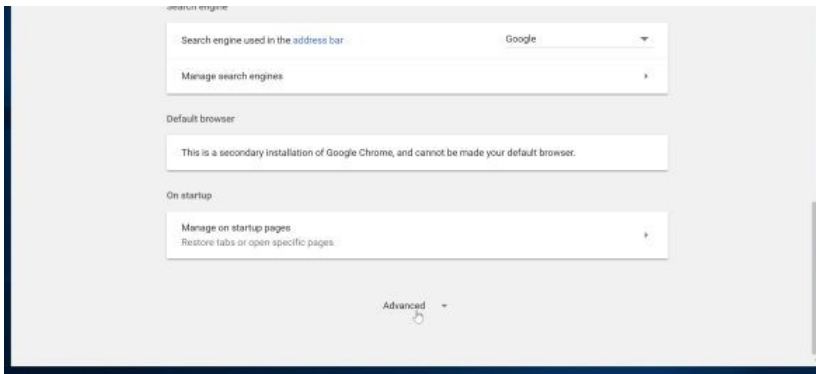 Search engine
Search engine used in the address bar
Google
Manage search engines
Default browser
This is a secondary installation of Google Chrome, and cannot be made your default browser.
On startup
Manage on startup pages
Restore tabs or open specific pages
Advanced